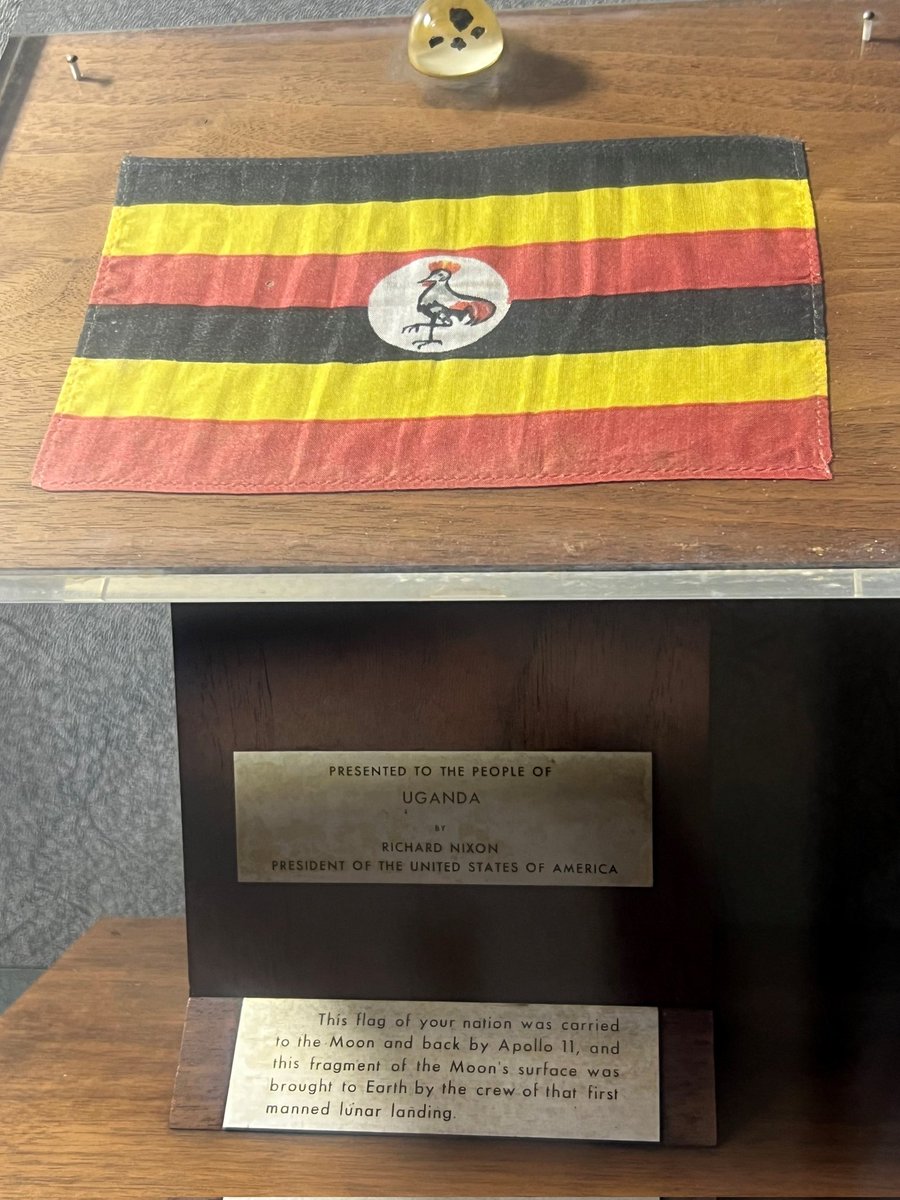 PRESENTED TO THE PEOPLE OF
UGANDA
BY
RICHARD NIXON
PRESIDENT OF THE UNITED STATES OF AMERICA
This flag of your nation was carried
to the Moon and back by Apollo 11, and
this fragment of the Moon's surface was
brought to Earth by the crew of that first
manned lunar landing.